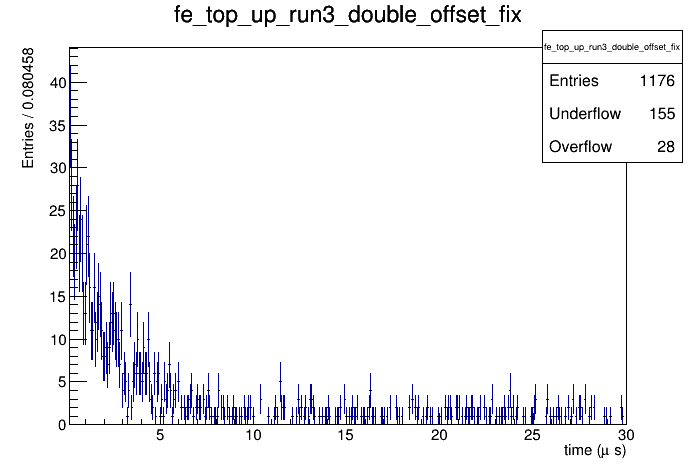 fe_top_up_run3_double_offset_fix
fe_top_up_run3_double_offset_fix
Entries 1176
Underflow 155
Overflow 28
Entries / 0.080458
40
35
30
25
20
15
10
5
0
5 10 15 20 25 30
time (μ s)